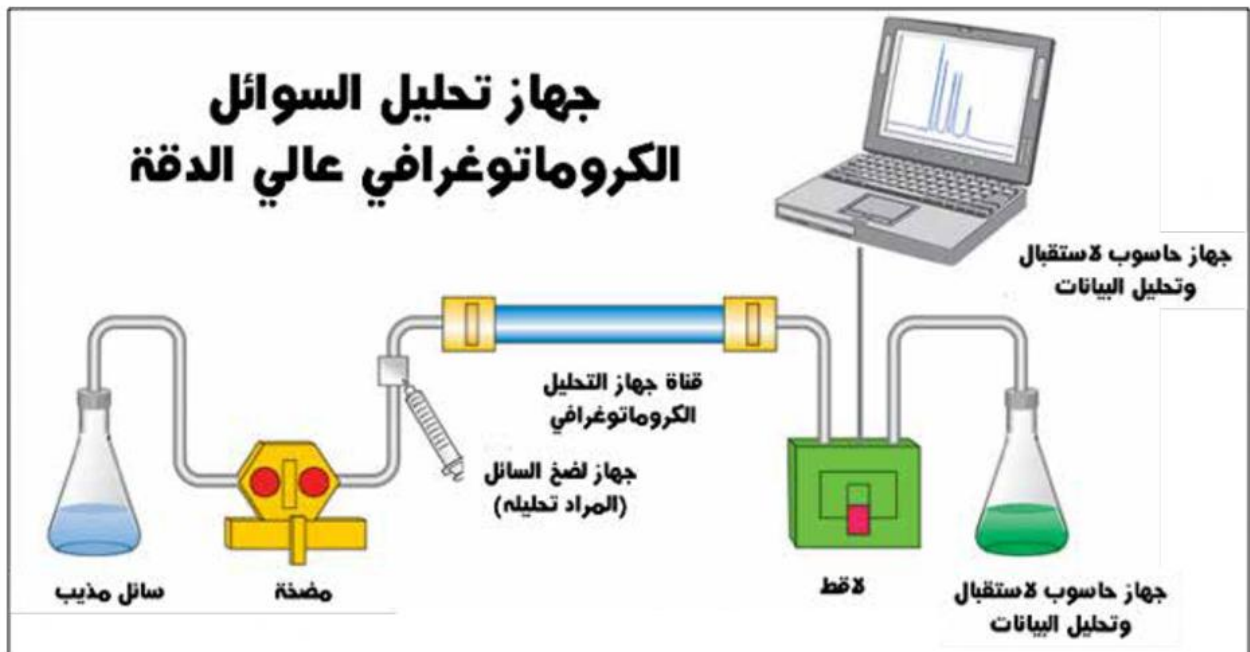 جهاز تحليل السوائل
الكروماتوغرافي عالي الدقة
جهاز حاسوب لاستقبال
وتحليل البيانات
قناة جهاز التحليل
الكروماتوغرافي
جهاز لضخ السائل
(المراد تحليله)
سائل مذيب
مضخة
لاقط
جهاز حاسوب لاستقبال
وتحليل البيانات